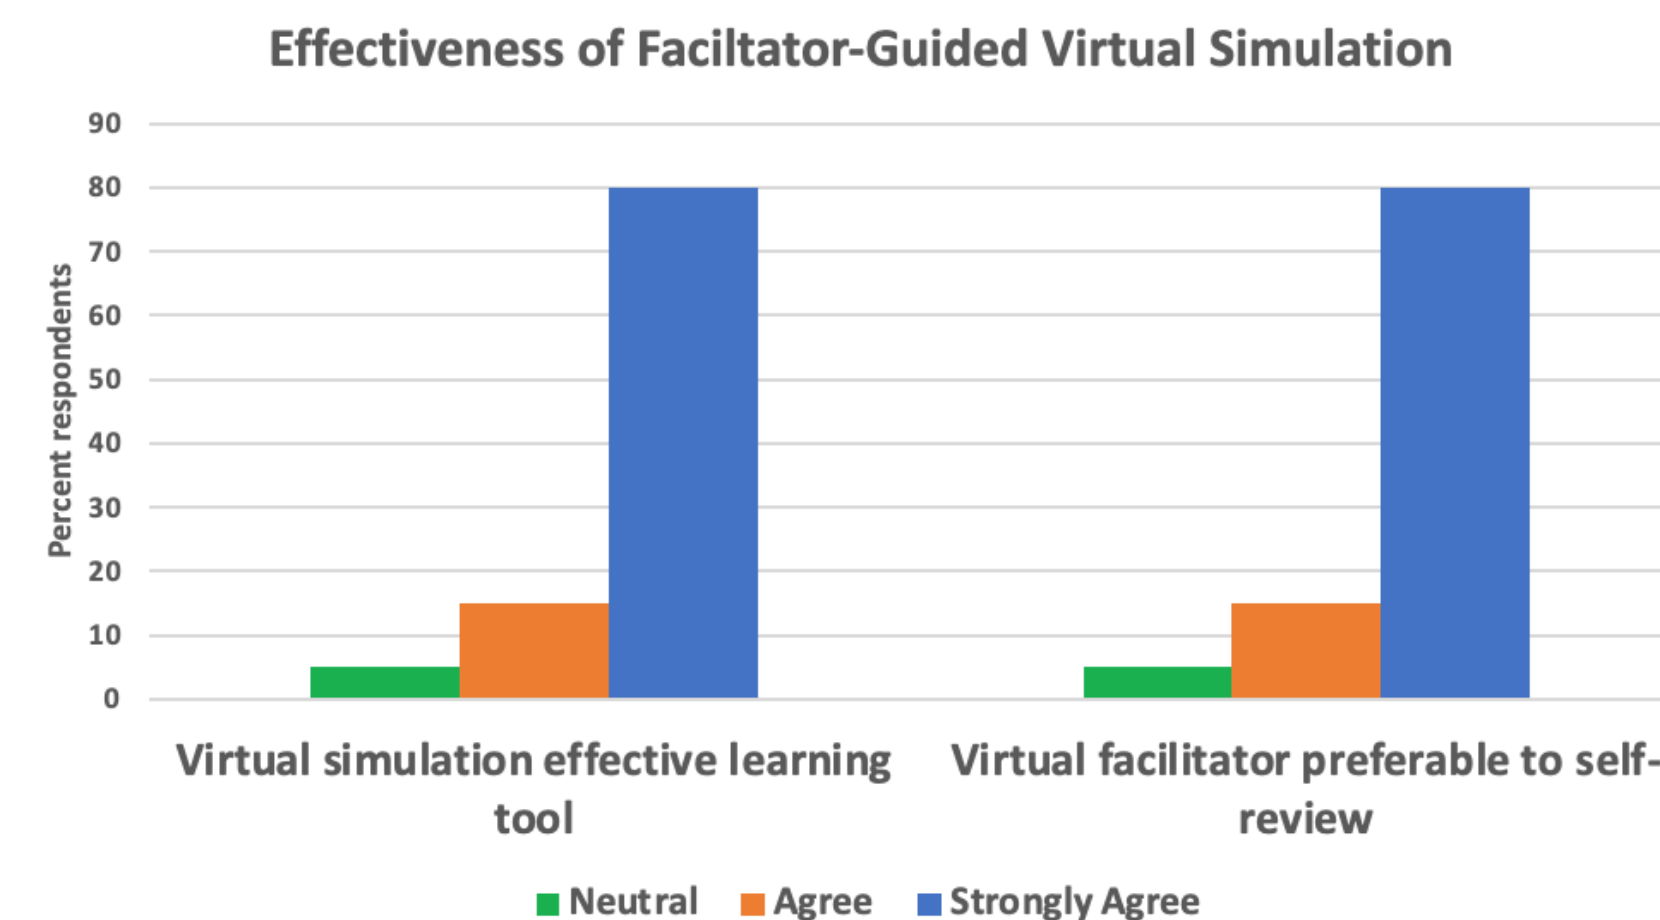 Effectiveness of Faciltator-Guided Virtual Simulation
90
80
70
60
50
40
30
20
10
0
Percent respondents
Virtual simulation effective learning
tool
Virtual facilitator preferable to self-
review
Neutral
Agree
Strongly Agree